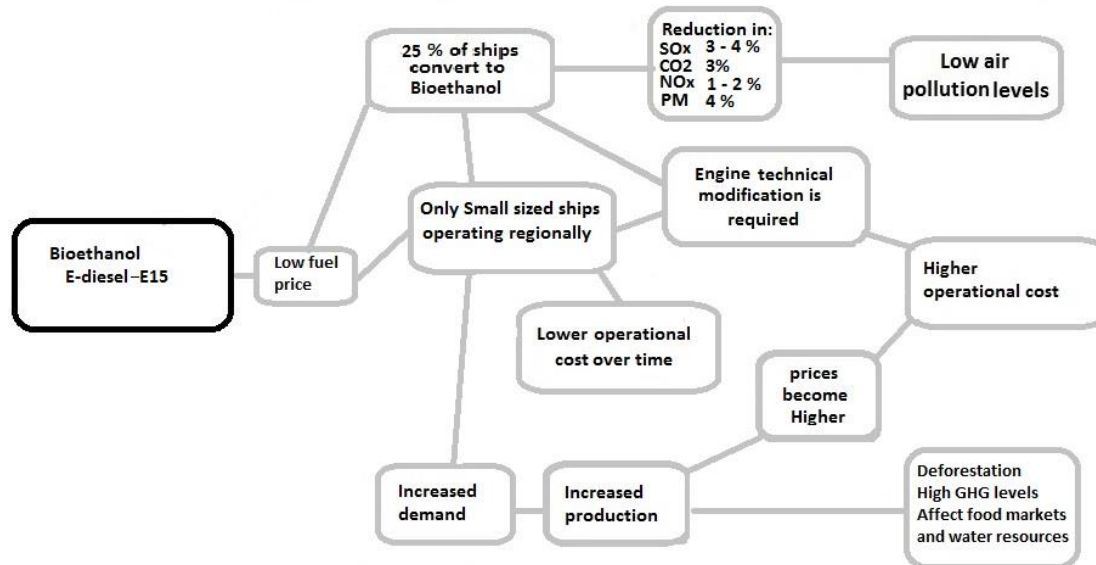 25 % of ships
convert to
Bioethanol
Reduction in:
SOx 3 - 4 %
CO2 3%
NOx 1 - 2 %
PM 4 %
Low air
pollution levels
Engine technical
modification is
required
Only Small sized ships
operating regionally
Bioethanol
E-diesel–E15
Low fuel
price
Higher
operational cost
Lower operational
cost over time
prices
become
Higher
Increased
demand
Increased
production
Deforestation
High GHG levels
Affect food markets
and water resources